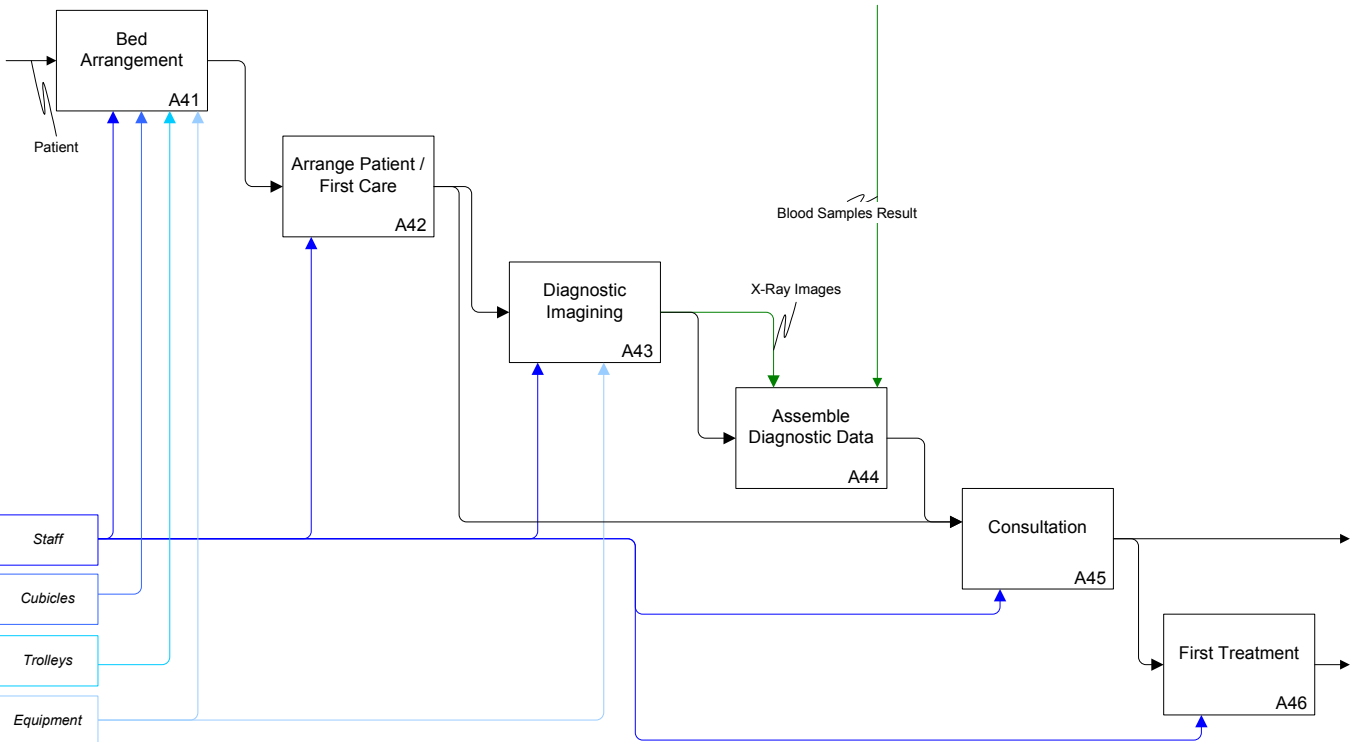 Bed
Arrangement
A41
Patient
Arrange Patient /
First Care
A42
Blood Samples Result
Diagnostic
Imagining
A43
X-Ray Images
Assemble
Diagnostic Data
A44
Staff
Consultation
A45
Cubicles
Trolleys
First Treatment
A46
Equipment